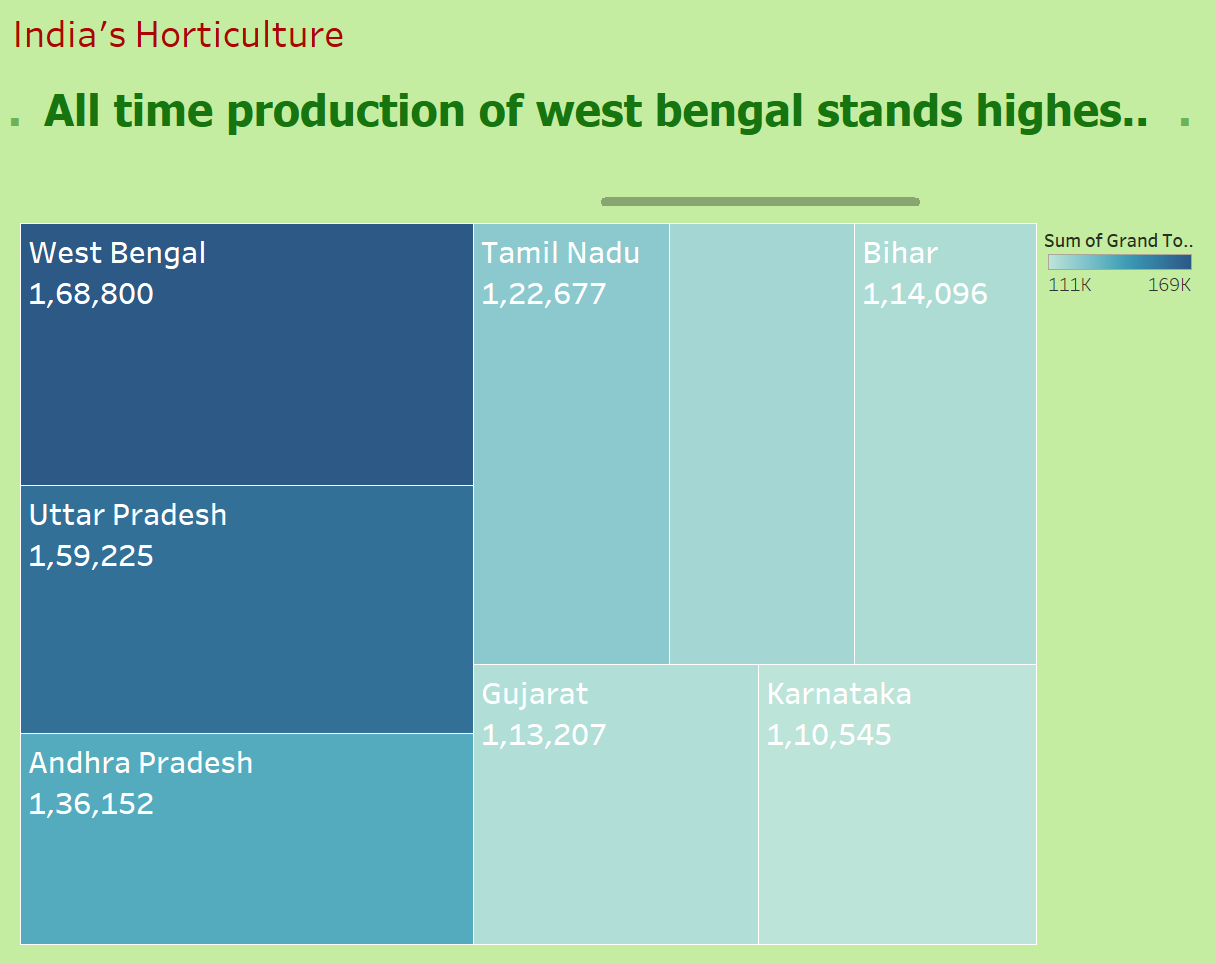 India's Horticulture
. All time production of west bengal stands highes.. .
West Bengal
1,68,800
Tamil Nadu
1,22,677
Bihar
1,14,096
Sum of Grand To..
111K 169K
Uttar Pradesh
1,59,225
Gujarat
1,13,207
Karnataka
1,10,545
Andhra Pradesh
1,36,152